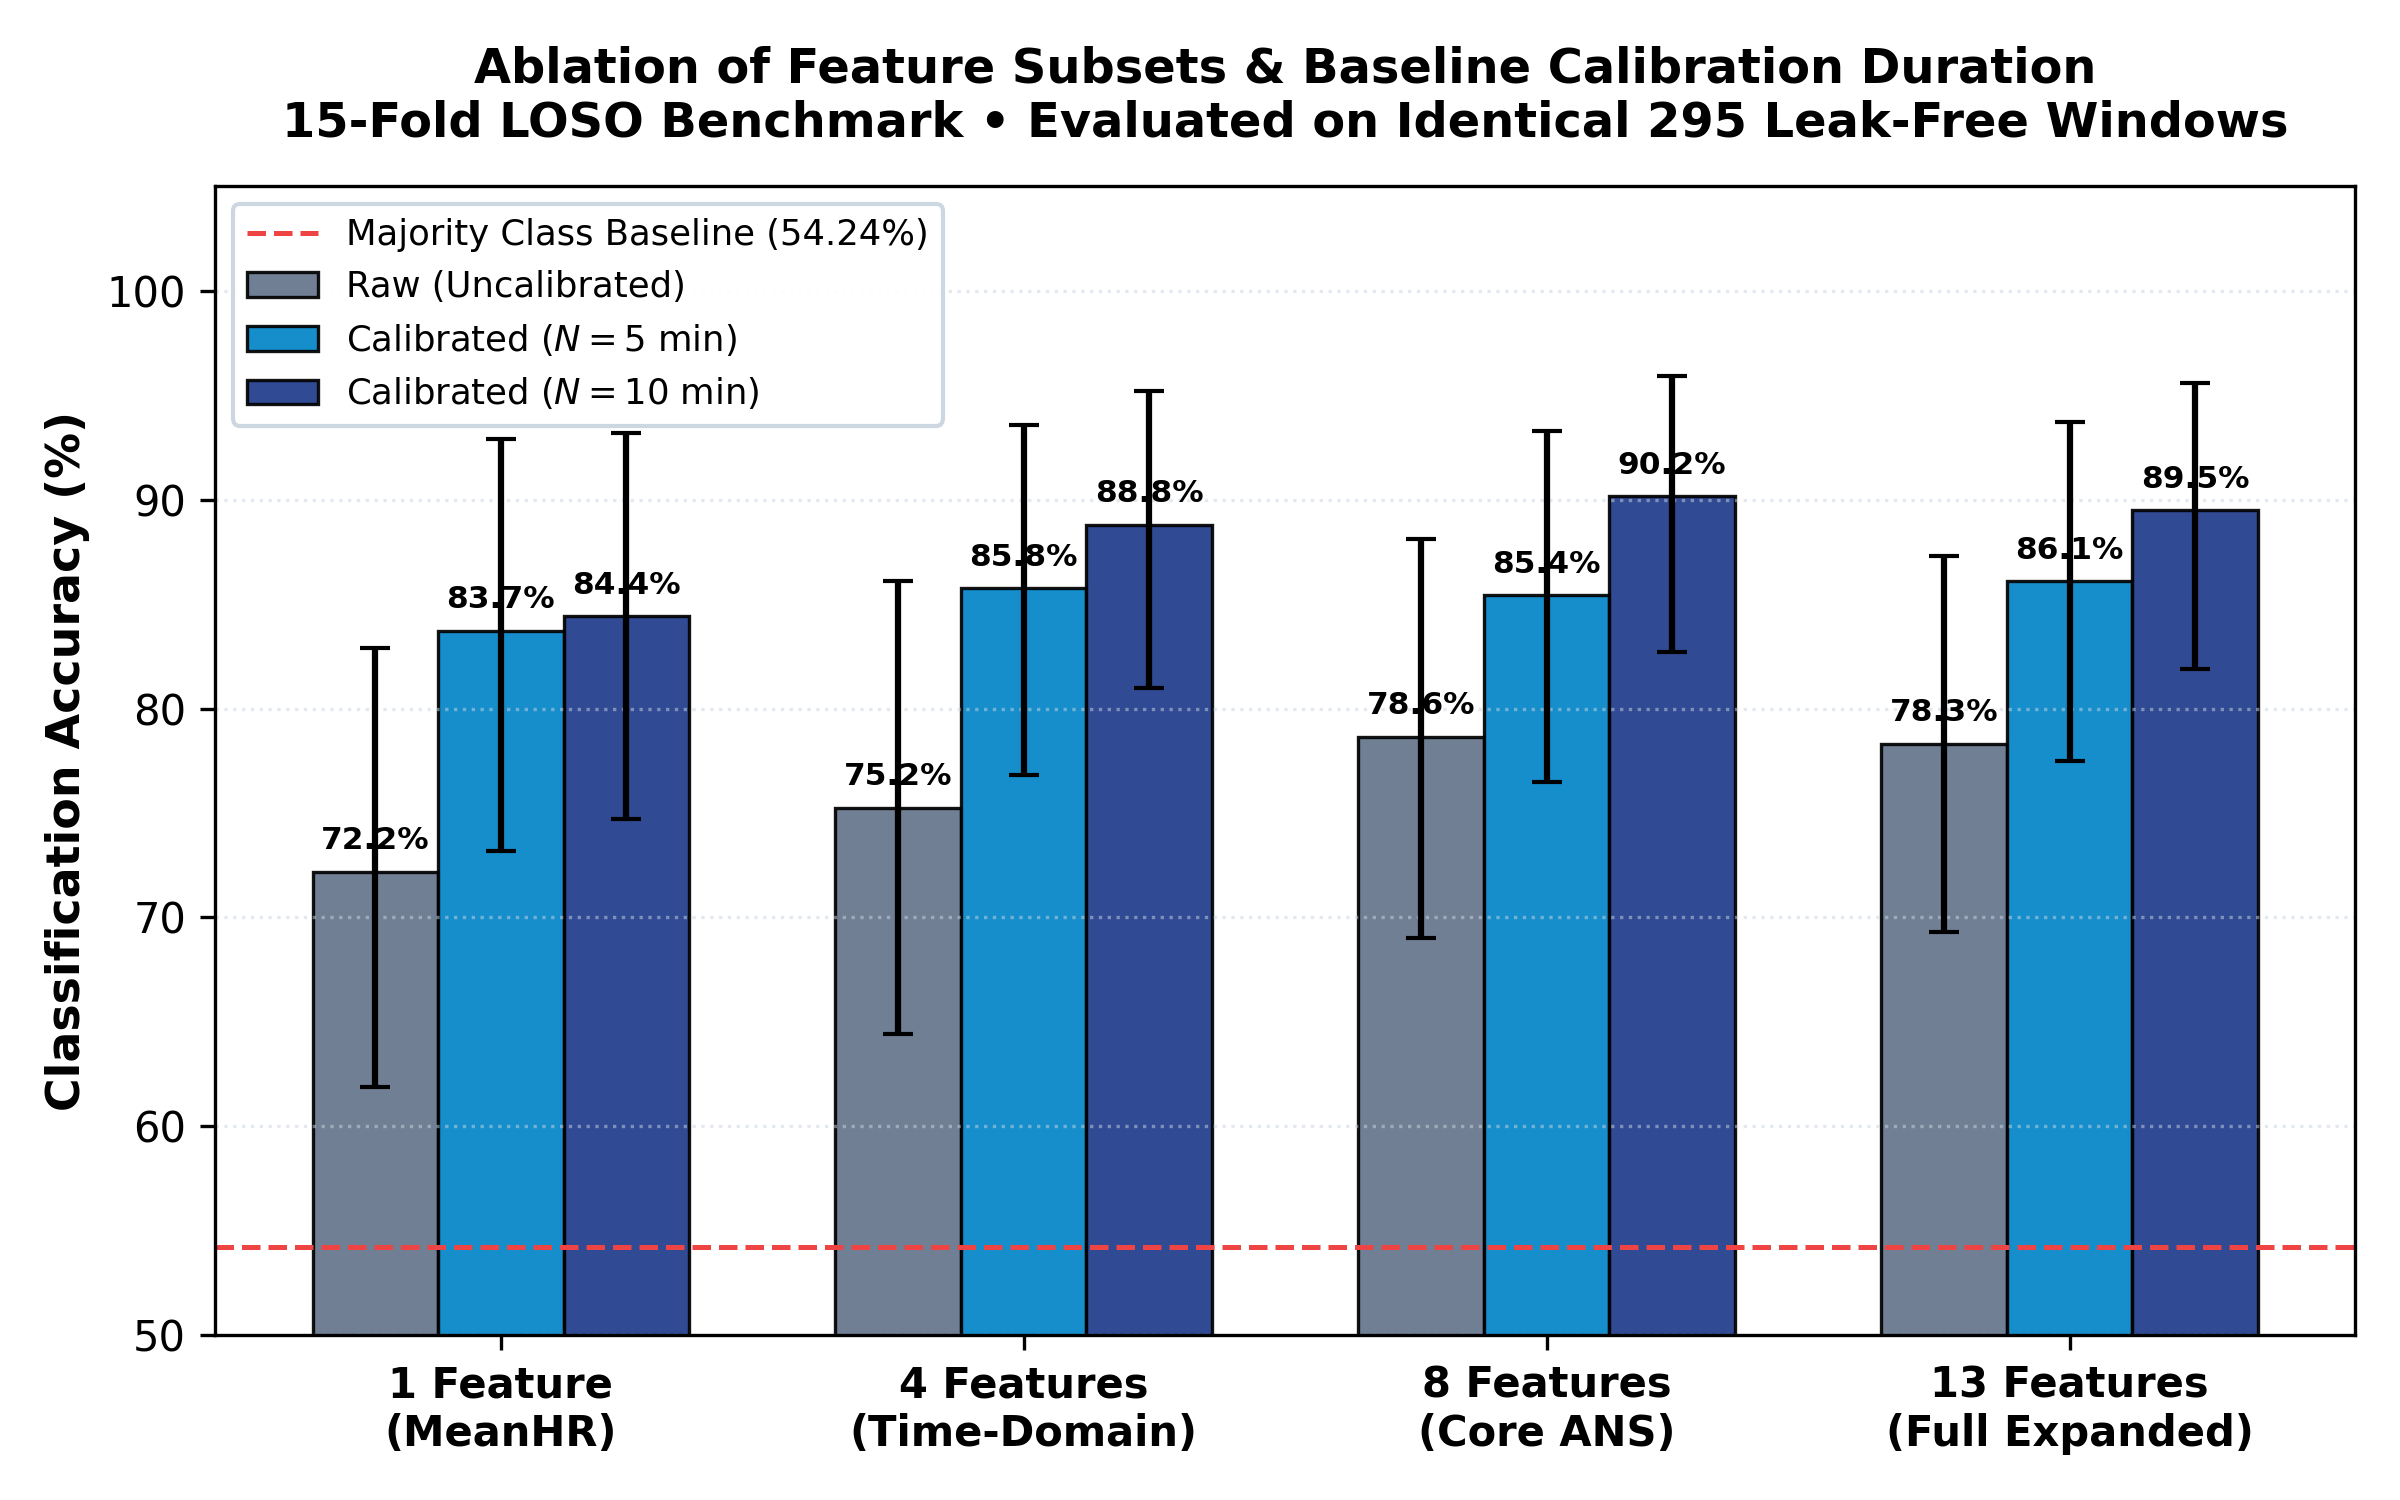 Ablation of Feature Subsets & Baseline Calibration Duration
15-Fold LOSO Benchmark • Evaluated on Identical 295 Leak-Free Windows
Majority Class Baseline (54.24%)
Raw (Uncalibrated)
Calibrated (N = 5 min)
Calibrated (N = 10 min)
Classification Accuracy (%)
100
90
80
70
60
50
72.2%
83.7%
84.4%
75.2%
85.8%
88.8%
78.6%
85.4%
90.2%
78.3%
86.1%
89.5%
1 Feature
(MeanHR)
4 Features
(Time-Domain)
8 Features
(Core ANS)
13 Features
(Full Expanded)